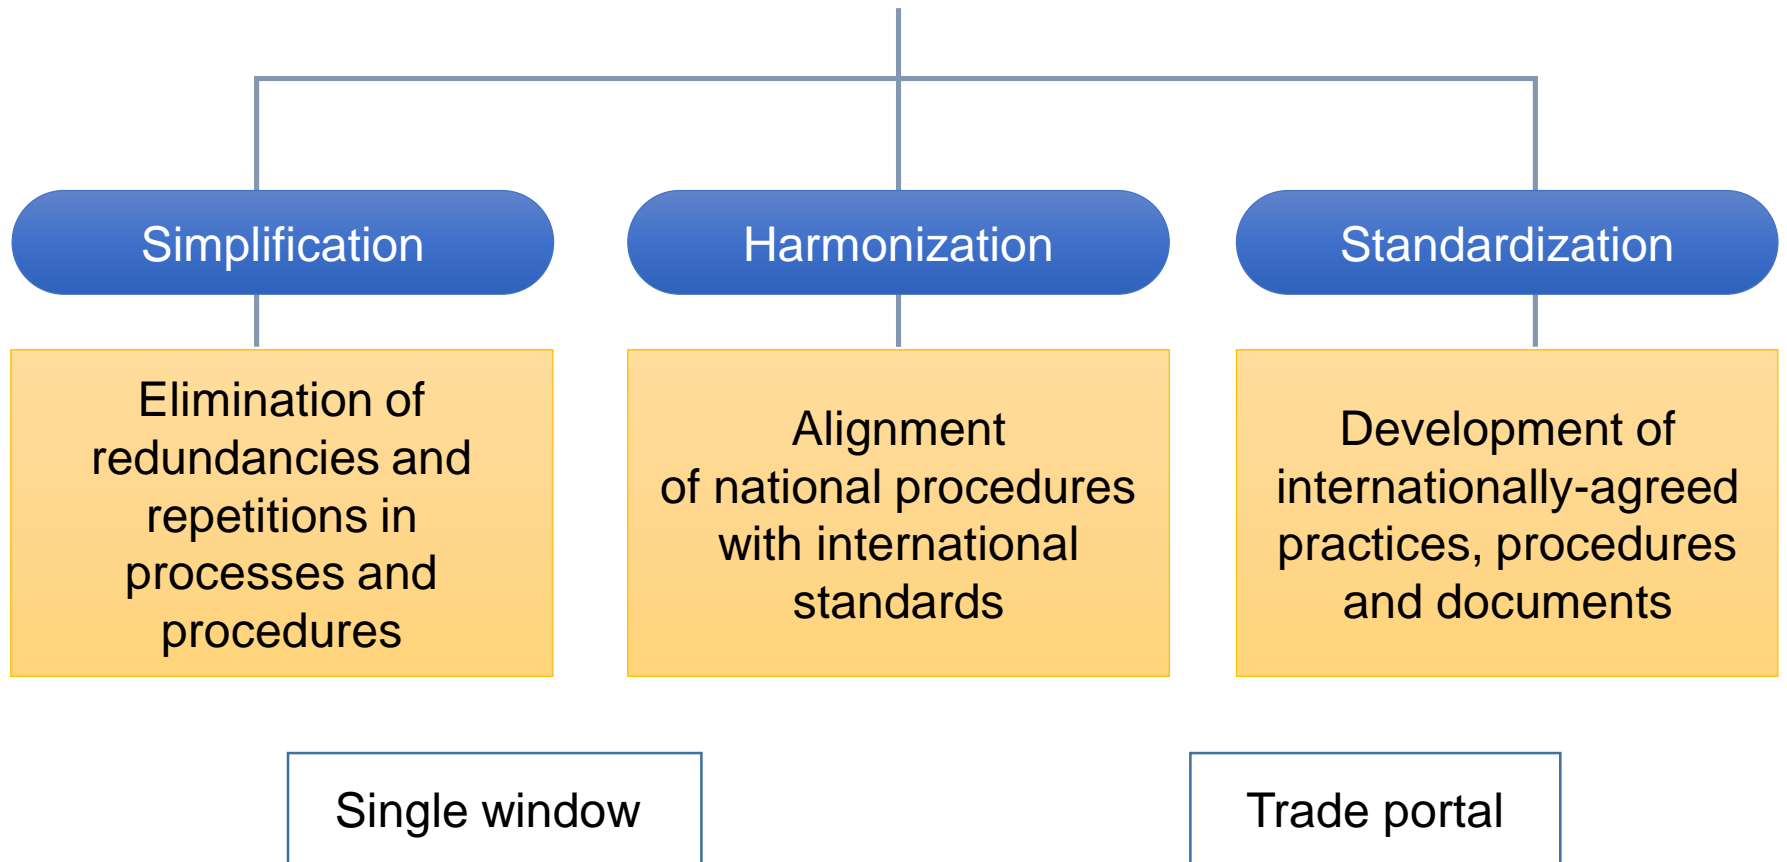 Simplification
Harmonization
Standardization
Elimination of
redundancies and
repetitions in
processes and
procedures
Alignment
of national procedures
with international
standards
Development of
internationally-agreed
practices, procedures
and documents
Single window
Trade portal